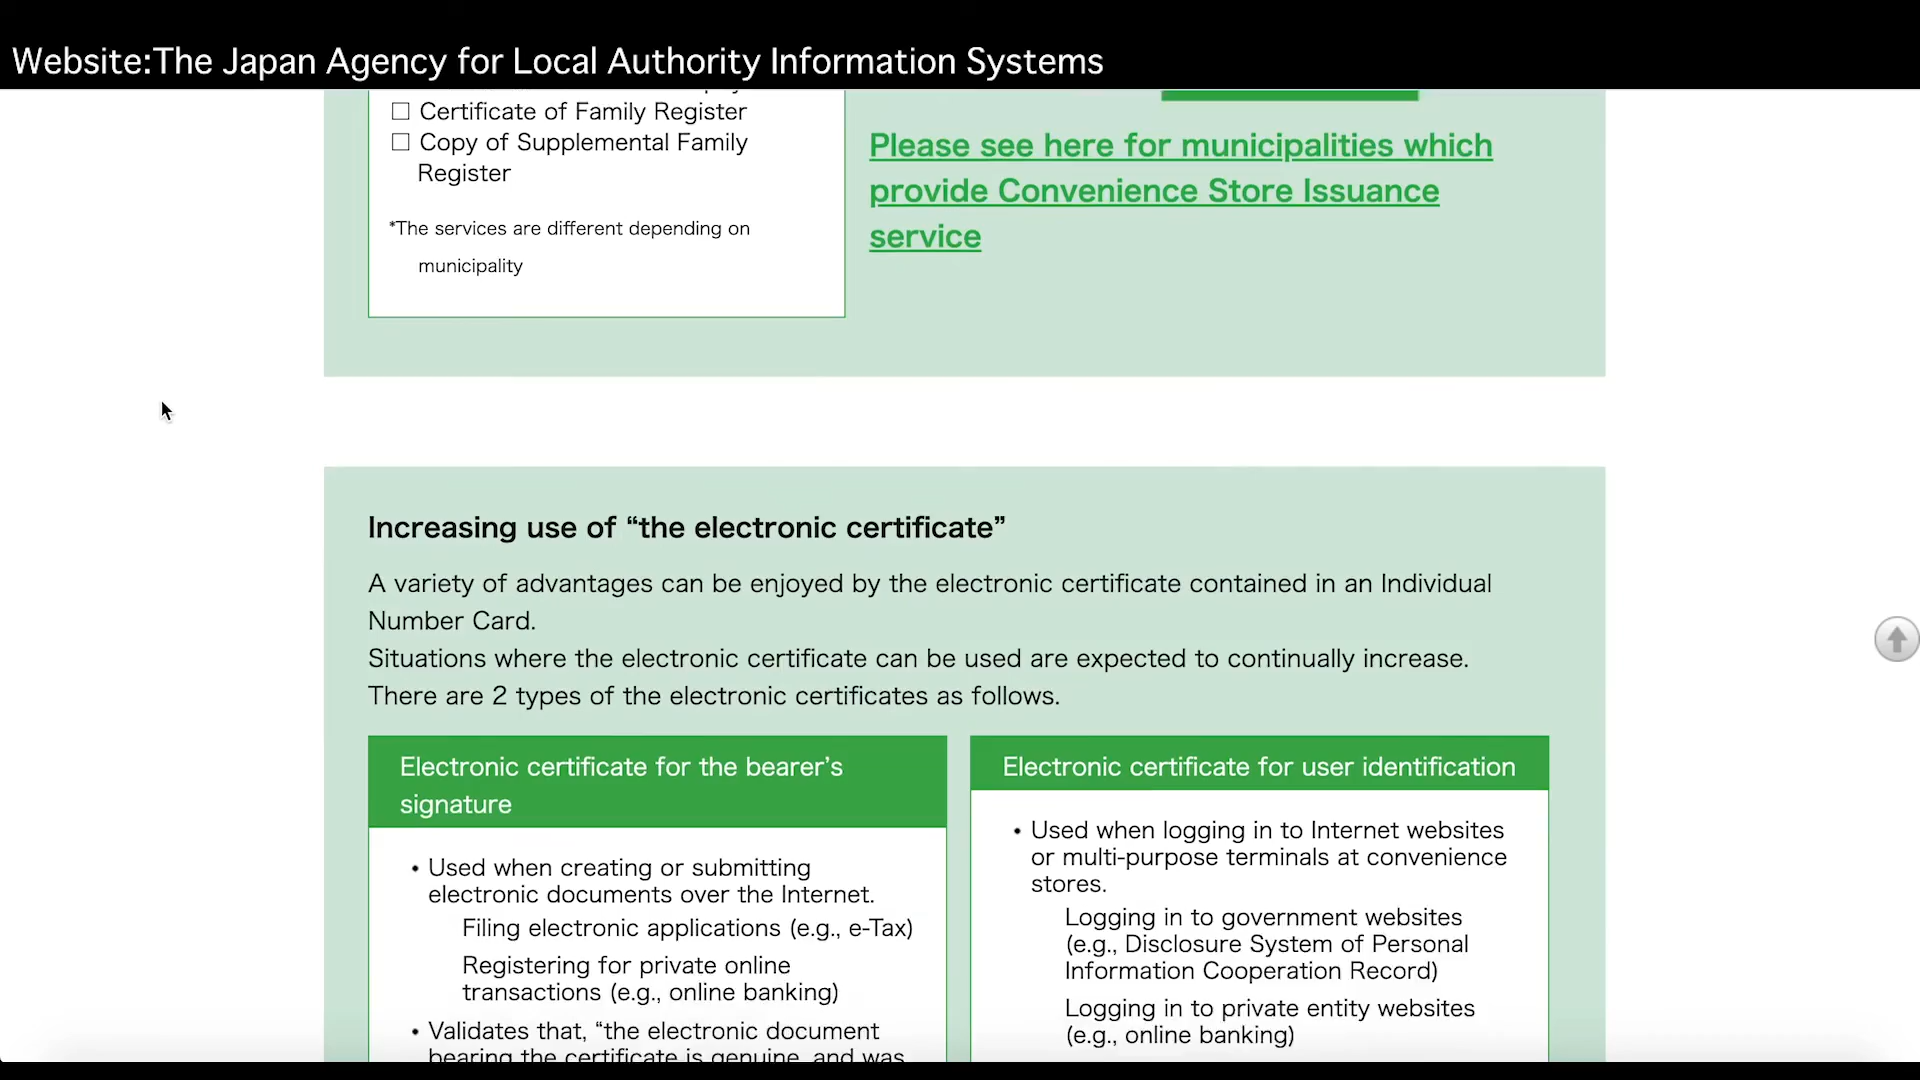 Website:The Japan Agency for Local Authority Information Systems
☐ Certificate of Family Register
☐ Copy of Supplemental Family
Register
*The services are different depending on
municipality
Please see here for municipalities which
provide Convenience Store Issuance
service
Increasing use of “the electronic certificate”
A variety of advantages can be enjoyed by the electronic certificate contained in an Individual
Number Card.
Situations where the electronic certificate can be used are expected to continually increase.
There are 2 types of the electronic certificates as follows.
Electronic certificate for the bearer’s
signature
• Used when creating or submitting
electronic documents over the Internet.
Filing electronic applications (e.g., e-Tax)
Registering for private online
transactions (e.g., online banking)
• Validates that, “the electronic document
bearing the certificate is genuine, and was
Electronic certificate for user identification
• Used when logging in to Internet websites
or multi-purpose terminals at convenience
stores.
Logging in to government websites
(e.g., Disclosure System of Personal
Information Cooperation Record)
Logging in to private entity websites
(e.g., online banking)